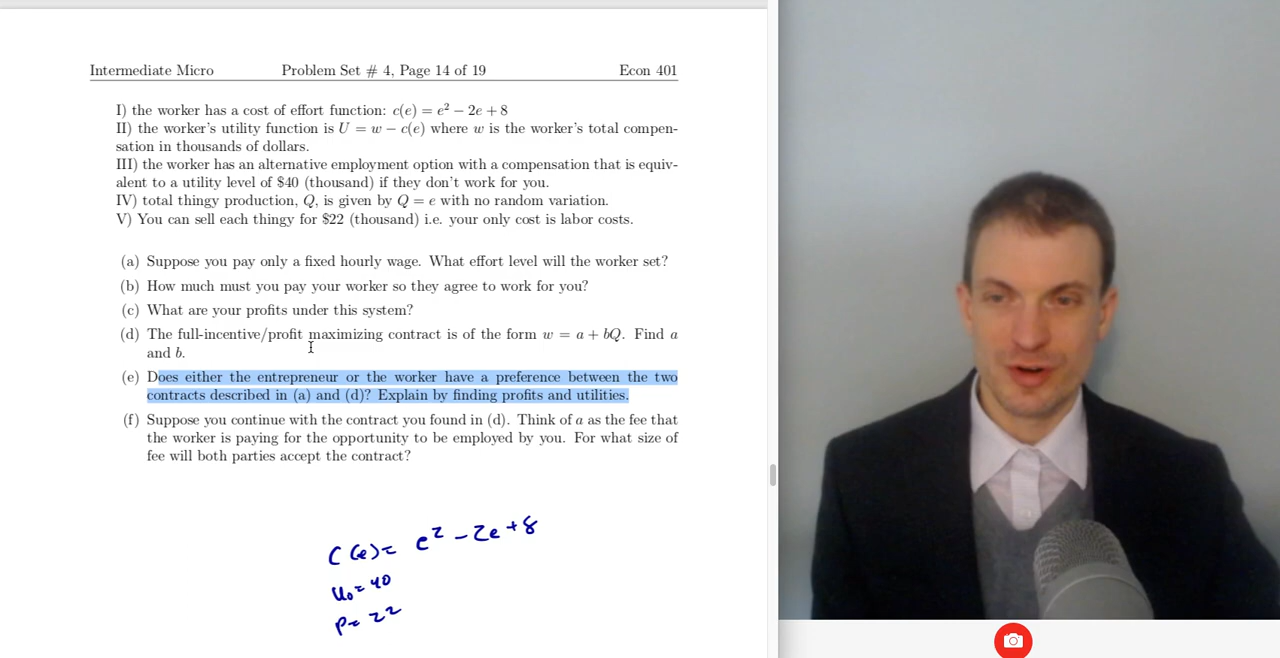 Intermediate Micro Problem Set # 4, Page 14 of 19 Econ 401
I) the worker has a cost of effort function: c(e) = e² − 2e + 8
II) the worker's utility function is U = w − c(e) where w is the worker's total compen-
sation in thousands of dollars.
III) the worker has an alternative employment option with a compensation that is equiv-
alent to a utility level of $40 (thousand) if they don't work for you.
IV) total thingy production, Q, is given by Q = e with no random variation.
V) You can sell each thingy for $22 (thousand) i.e. your only cost is labor costs.
(a) Suppose you pay only a fixed hourly wage. What effort level will the worker set?
(b) How much must you pay your worker so they agree to work for you?
(c) What are your profits under this system?
(d) The full-incentive/profit maximizing contract is of the form w = a + bQ. Find a
and b.
(e) Does either the entrepreneur or the worker have a preference between the two
contracts described in (a) and (d)? Explain by finding profits and utilities.
(f) Suppose you continue with the contract you found in (d). Think of a as the fee that
the worker is paying for the opportunity to be employed by you. For what size of
fee will both parties accept the contract?
C(e) = e² − 2e + 8
u₀ = 40
P = 22